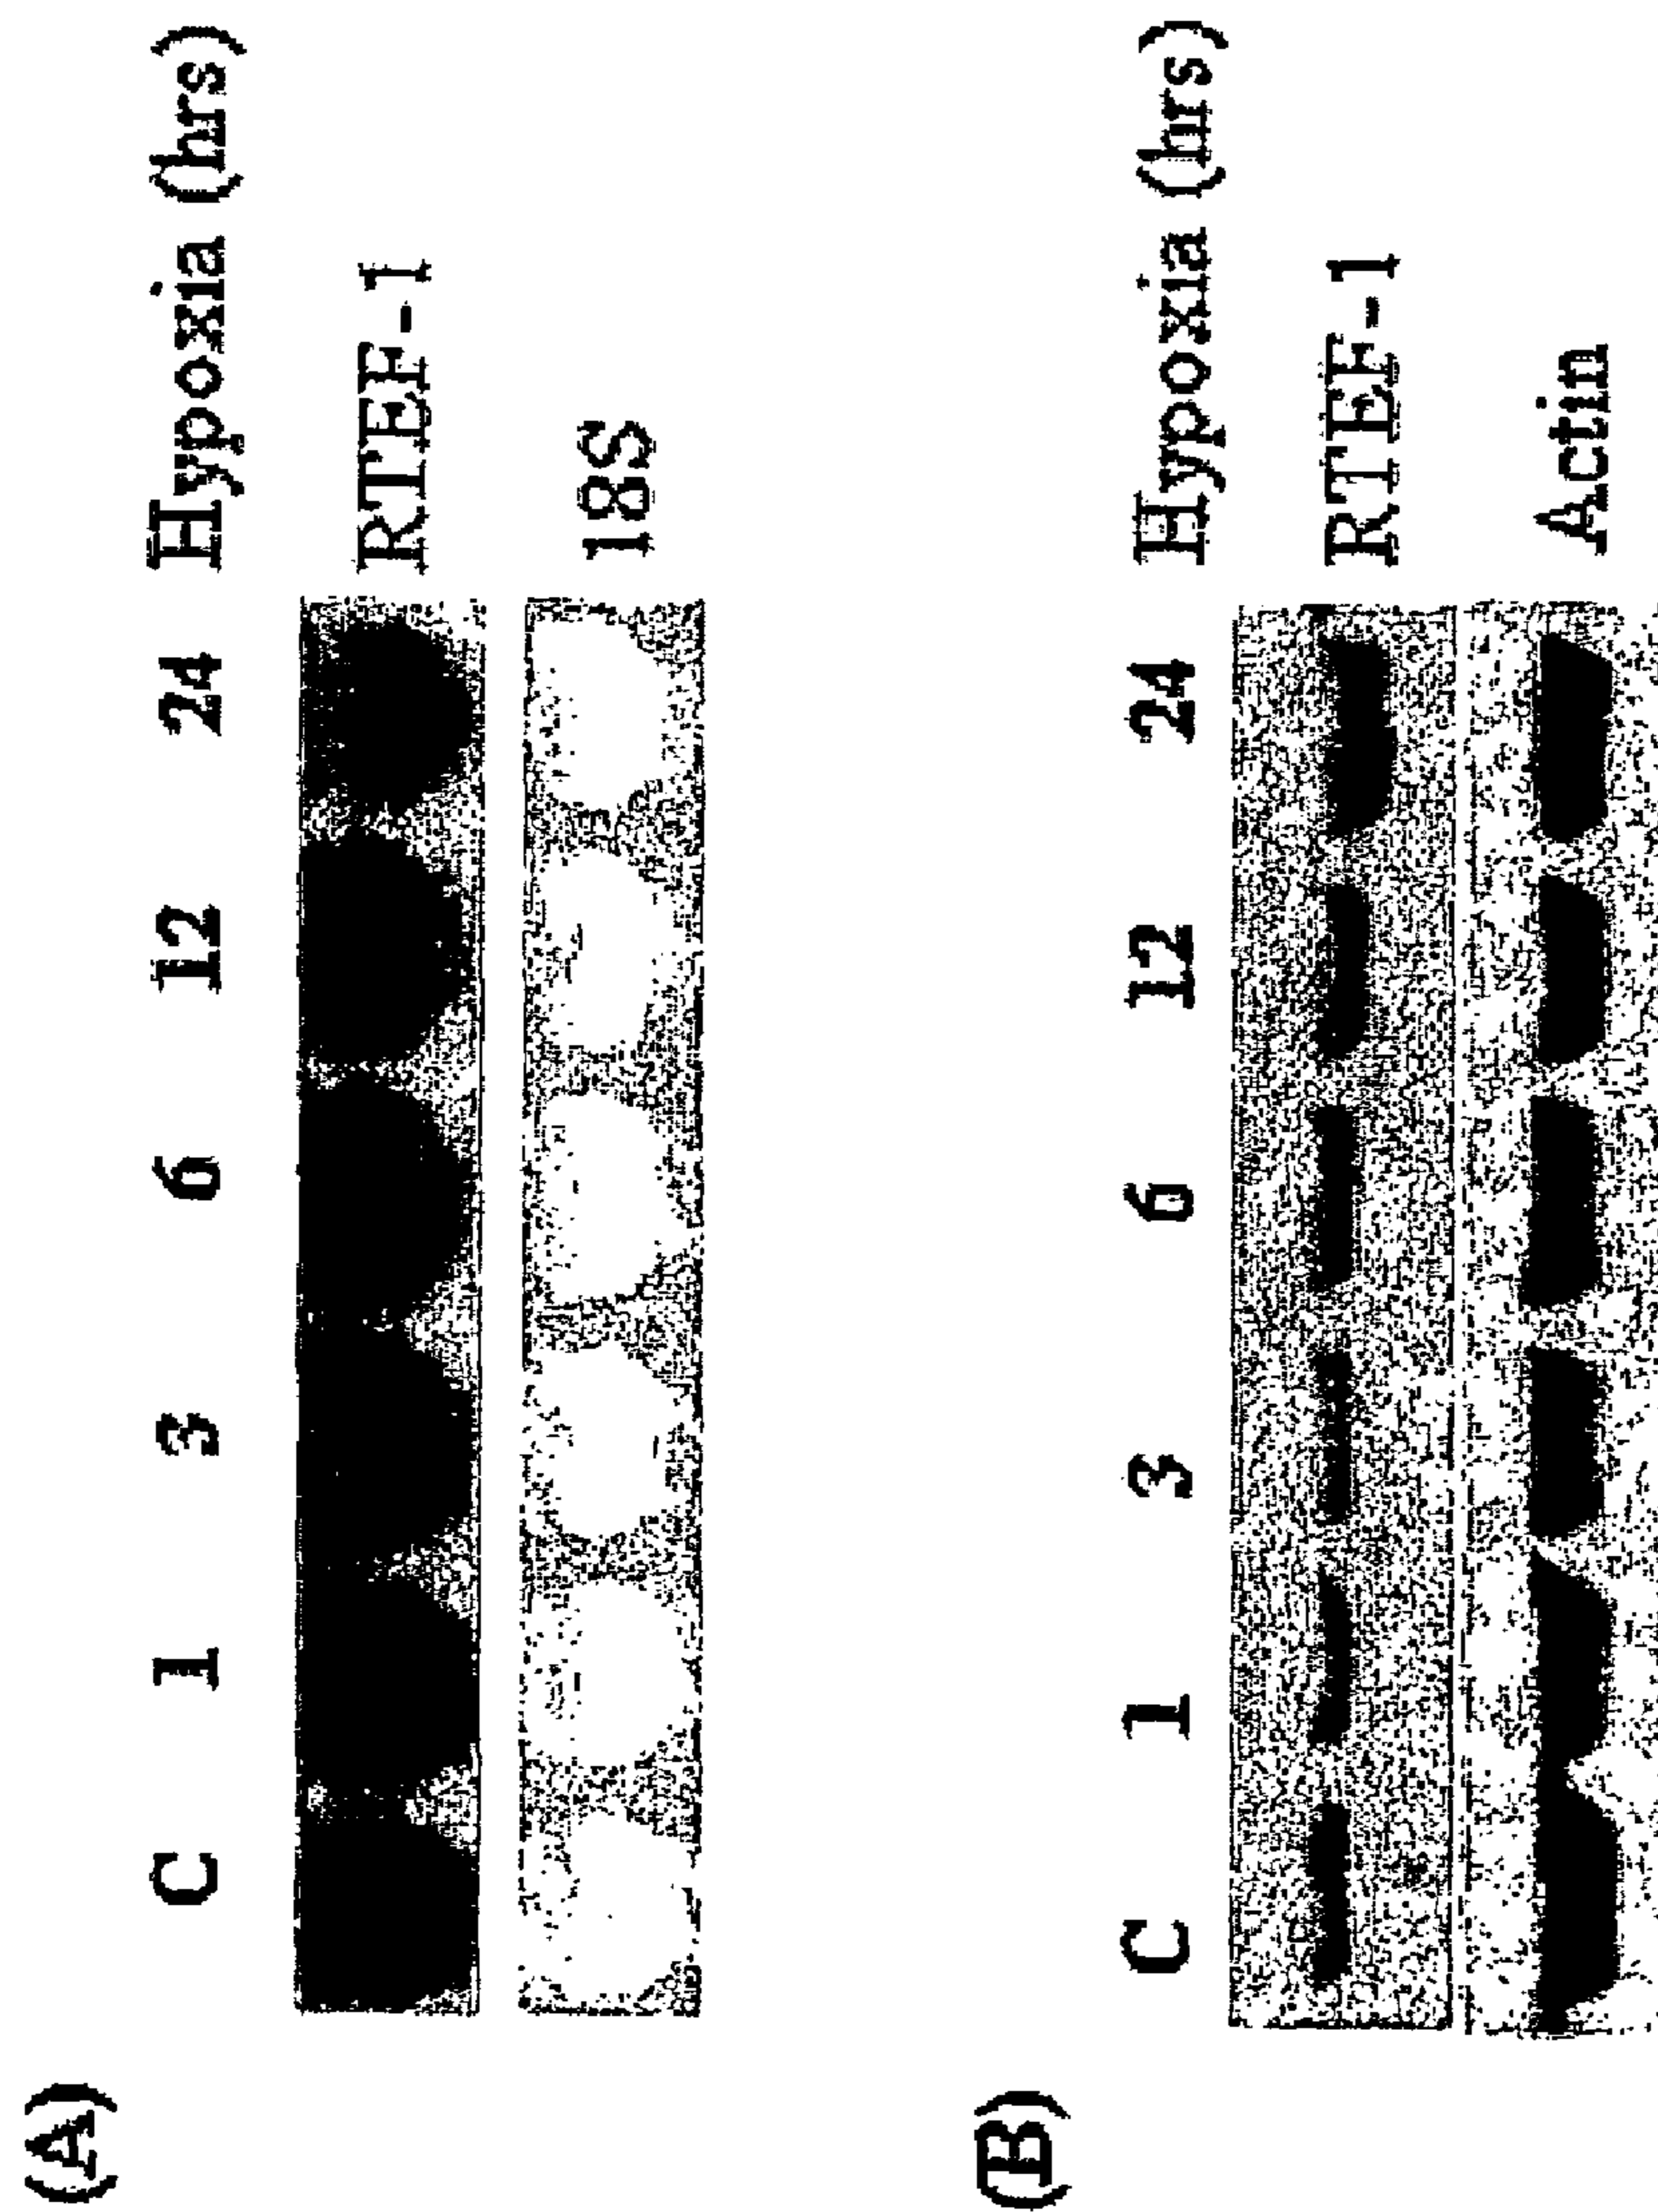 (A)
C 1 3 6 12 24 Hypoxia (hrs)
RTEF-1
18S
(B)
C 1 3 6 12 24 Hypoxia (hrs)
RTEF-1
Actin